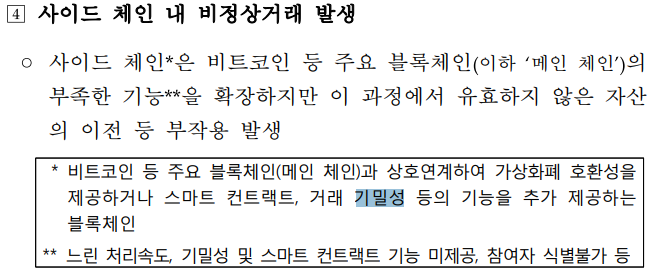 4 사이드 체인 내 비정상거래 발생
○ 사이드 체인*은 비트코인 등 주요 블록체인(이하 ‘메인 체인’)의
부족한 기능**을 확장하지만 이 과정에서 유효하지 않은 자산
의 이전 등 부작용 발생
* 비트코인 등 주요 블록체인(메인 체인)과 상호연계하여 가상화폐 호환성을
제공하거나 스마트 컨트랙트, 거래 기밀성 등의 기능을 추가 제공하는
블록체인
** 느린 처리속도, 기밀성 및 스마트 컨트랙트 기능 미제공, 참여자 식별불가 등